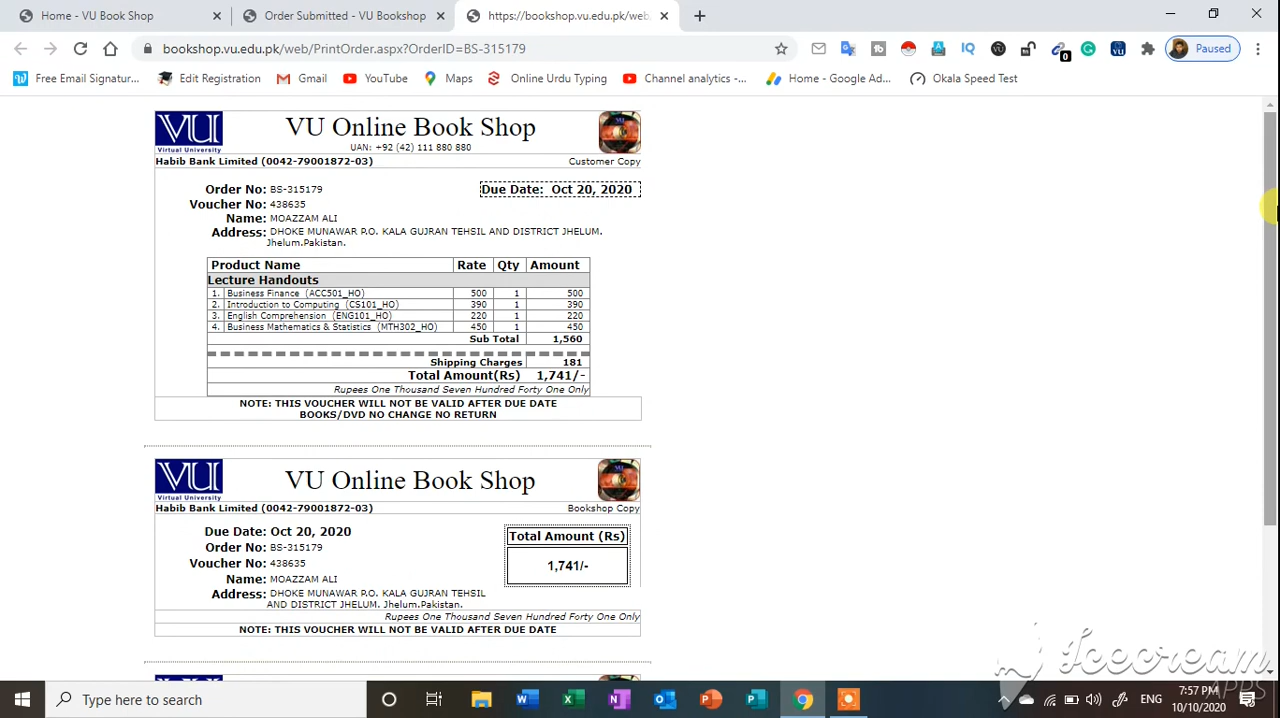 Home - VU Book Shop
Order Submitted - VU Bookshop
https://bookshop.vu.edu.pk/web
bookshop.vu.edu.pk/web/PrintOrder.aspx?OrderID=BS-315179
IQ
0
VU
Paused
Free Email Signatur...
Edit Registration
Gmail
YouTube
Maps
Online Urdu Typing
Channel analytics -...
Home - Google Ad...
Okala Speed Test
VU
Virtual University
VU Online Book Shop
UAN: +92 (42) 111 880 880
Habib Bank Limited (0042-79001872-03)
Customer Copy
Order No: BS-315179
Due Date: Oct 20, 2020
Voucher No: 438635
Name: MOAZZAM ALI
Address: DHOKE MUNAWAR P.O. KALA GUJRAN TEHSIL AND DISTRICT JHELUM.
Jhelum.Pakistan.
Product Name Rate Qty Amount
Lecture Handouts
1. Business Finance (ACC501_HO) 500 1 500
2. Introduction to Computing (CS101_HO) 390 1 390
3. English Comprehension (ENG101_HO) 220 1 220
4. Business Mathematics & Statistics (MTH302_HO) 450 1 450
Sub Total 1,560
Shipping Charges 181
Total Amount(Rs) 1,741/-
Rupees One Thousand Seven Hundred Forty One Only
NOTE: THIS VOUCHER WILL NOT BE VALID AFTER DUE DATE
BOOKS/DVD NO CHANGE NO RETURN
VU
Virtual University
VU Online Book Shop
Habib Bank Limited (0042-79001872-03)
Bookshop Copy
Due Date: Oct 20, 2020
Order No: BS-315179
Voucher No: 438635
Name: MOAZZAM ALI
Address: DHOKE MUNAWAR P.O. KALA GUJRAN TEHSIL
AND DISTRICT JHELUM. Jhelum.Pakistan.
Total Amount (Rs)
1,741/-
Rupees One Thousand Seven Hundred Forty One Only
NOTE: THIS VOUCHER WILL NOT BE VALID AFTER DUE DATE
Icecream
APPS
Type here to search
ENG
7:57 PM
10/10/2020